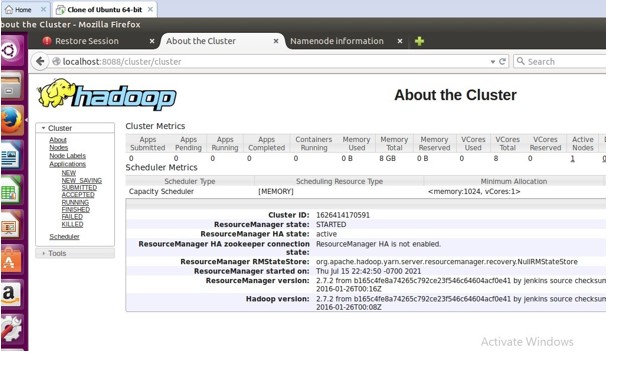 Home
Clone of Ubuntu 64-bit
bout the Cluster - Mozilla Firefox
Restore Session
About the Cluster
Namenode information
localhost:8088/cluster/cluster
Search
hadoop
About the Cluster
Cluster
About
Nodes
Node Labels
Applications
NEW
NEW_SAVING
SUBMITTED
ACCEPTED
RUNNING
FINISHED
FAILED
KILLED
Scheduler
Tools
Cluster Metrics
Apps Submitted Apps Pending Apps Running Apps Completed Containers Running Memory Used Memory Total Memory Reserved VCores Used VCores Total VCores Reserved Active Nodes
0 0 0 0 0 0 B 8 GB 0 B 0 8 0 1 0
Scheduler Metrics
Scheduler Type Scheduling Resource Type Minimum Allocation
Capacity Scheduler [MEMORY] <memory:1024, vCores:1>
Cluster ID: 1626414170591
ResourceManager state: STARTED
ResourceManager HA state: active
ResourceManager HA zookeeper connection state: ResourceManager HA is not enabled.
ResourceManager RMStateStore: org.apache.hadoop.yarn.server.resourcemanager.recovery.NullRMStateStore
ResourceManager started on: Thu Jul 15 22:42:50 -0700 2021
ResourceManager version: 2.7.2 from b165c4fe8a74265c792ce23f546c64604acf0e41 by jenkins source checksum
2016-01-26T00:16Z
Hadoop version: 2.7.2 from b165c4fe8a74265c792ce23f546c64604acf0e41 by jenkins source checksum
2016-01-26T00:08Z
Activate Windows